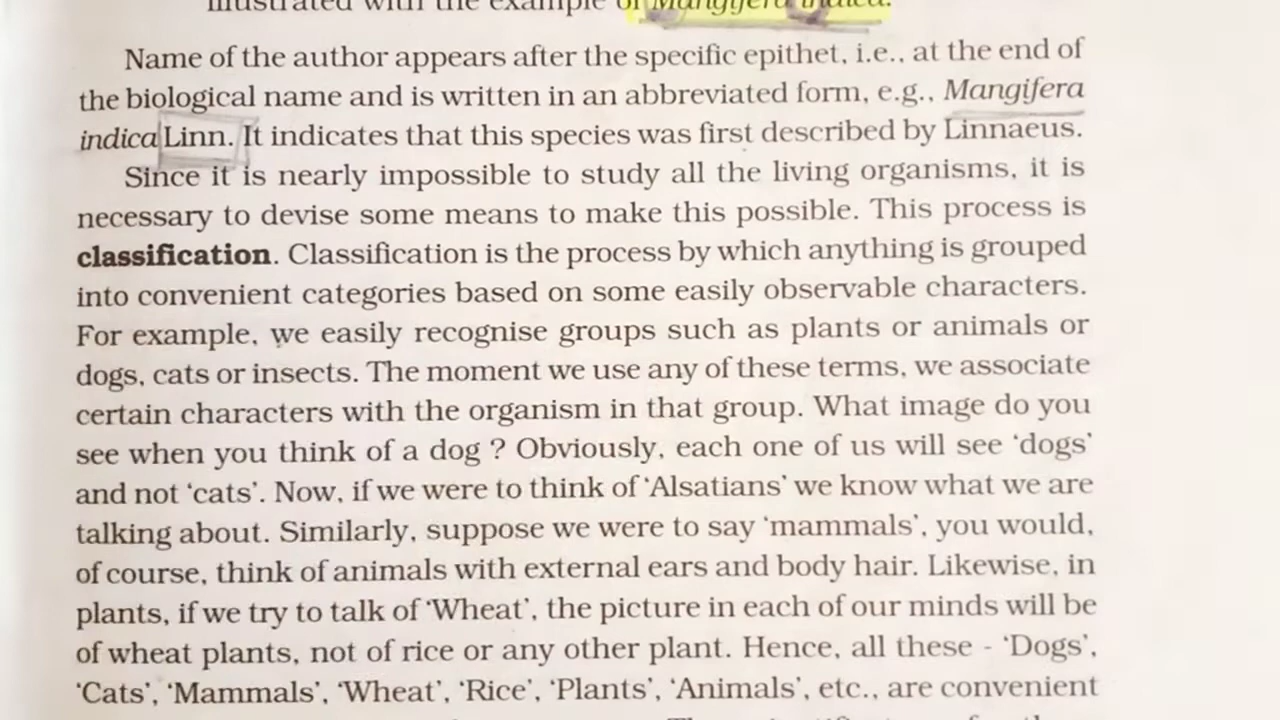 illustrated with the example of Mangifera indica.
Name of the author appears after the specific epithet, i.e., at the end of
the biological name and is written in an abbreviated form, e.g., Mangifera
indica Linn. It indicates that this species was first described by Linnaeus.
Since it is nearly impossible to study all the living organisms, it is
necessary to devise some means to make this possible. This process is
classification. Classification is the process by which anything is grouped
into convenient categories based on some easily observable characters.
For example, we easily recognise groups such as plants or animals or
dogs, cats or insects. The moment we use any of these terms, we associate
certain characters with the organism in that group. What image do you
see when you think of a dog ? Obviously, each one of us will see ‘dogs’
and not ‘cats’. Now, if we were to think of ‘Alsatians’ we know what we are
talking about. Similarly, suppose we were to say ‘mammals’, you would,
of course, think of animals with external ears and body hair. Likewise, in
plants, if we try to talk of ‘Wheat’, the picture in each of our minds will be
of wheat plants, not of rice or any other plant. Hence, all these - ‘Dogs’,
‘Cats’, ‘Mammals’, ‘Wheat’, ‘Rice’, ‘Plants’, ‘Animals’, etc., are convenient